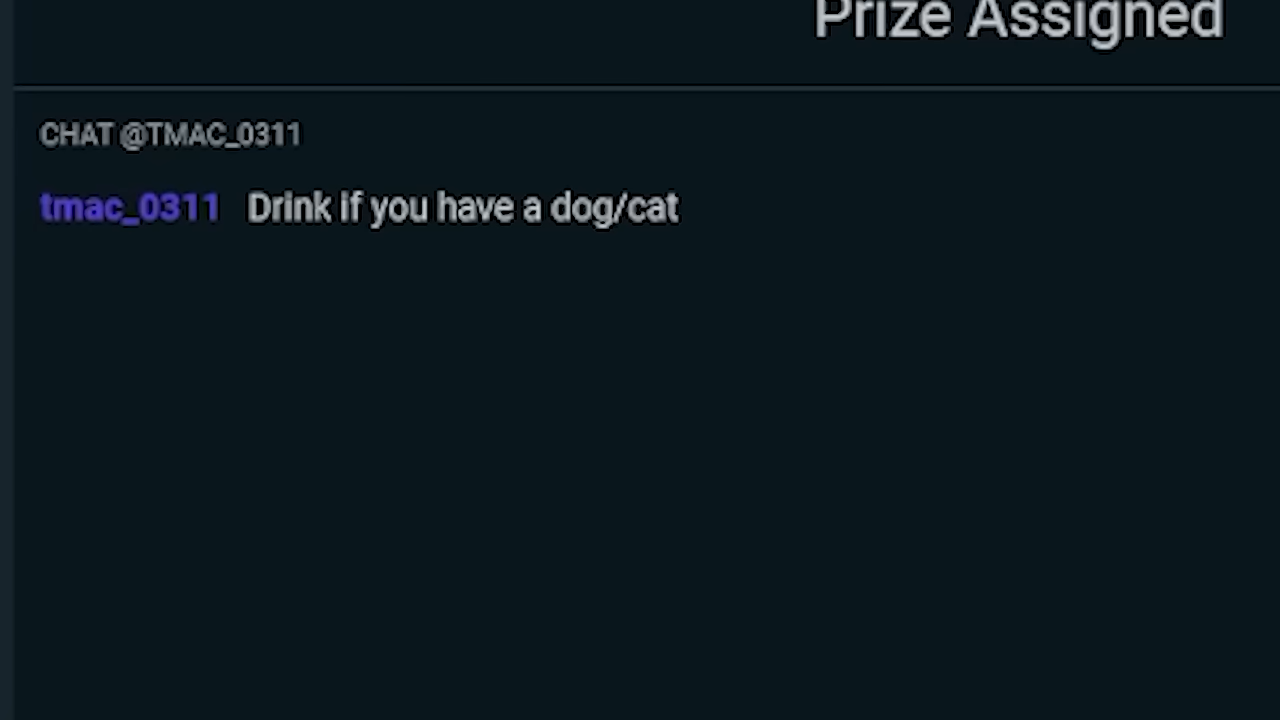 Prize Assigned
CHAT @TMAC_0311
tmac_0311 Drink if you have a dog/cat